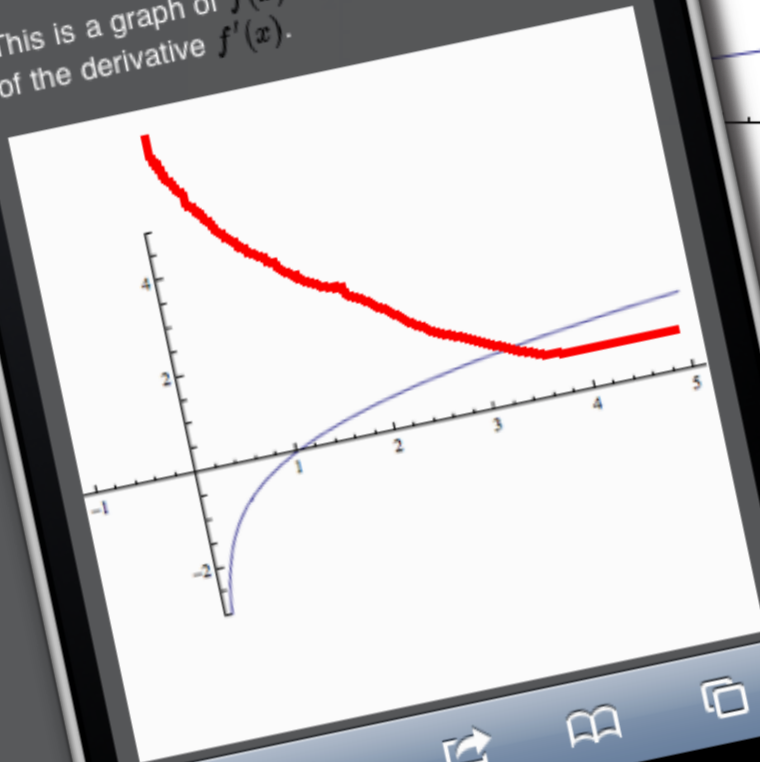 This is a graph of
of the derivative f′(x).
4
2
−1 1 2 3 4 5
−2